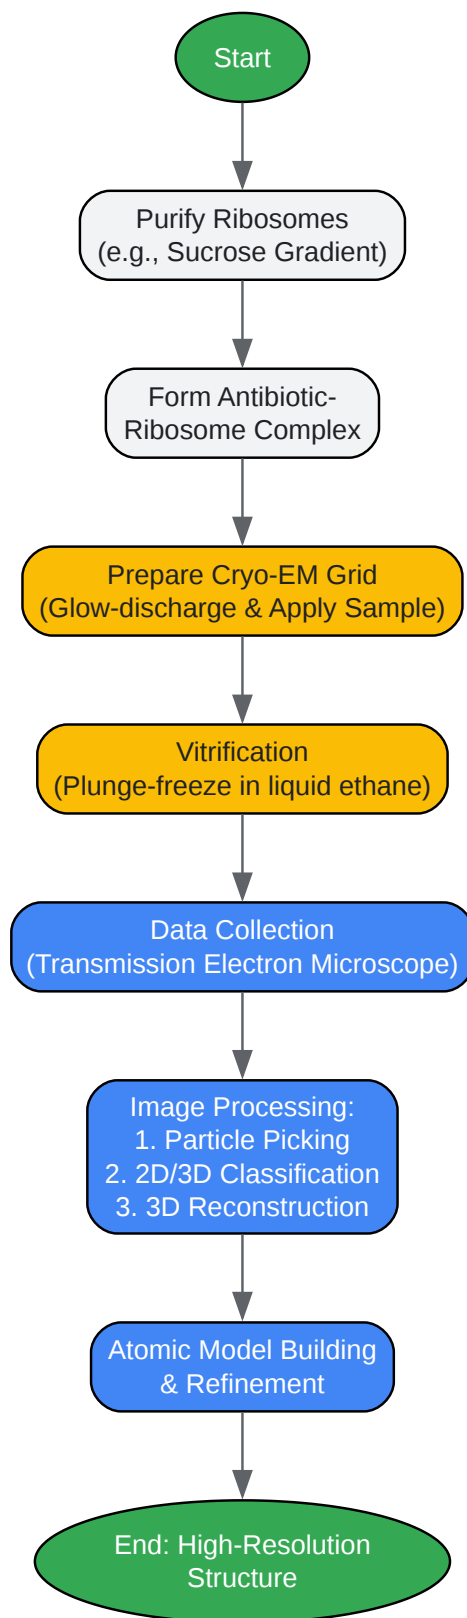 Start
Purify Ribosomes
(e.g., Sucrose Gradient)
Form Antibiotic-
Ribosome Complex
Prepare Cryo-EM Grid
(Glow-discharge & Apply Sample)
Vitrification
(Plunge-freeze in liquid ethane)
Data Collection
(Transmission Electron Microscope)
Image Processing:
1. Particle Picking
2. 2D/3D Classification
3. 3D Reconstruction
Atomic Model Building
& Refinement
End: High-Resolution
Structure